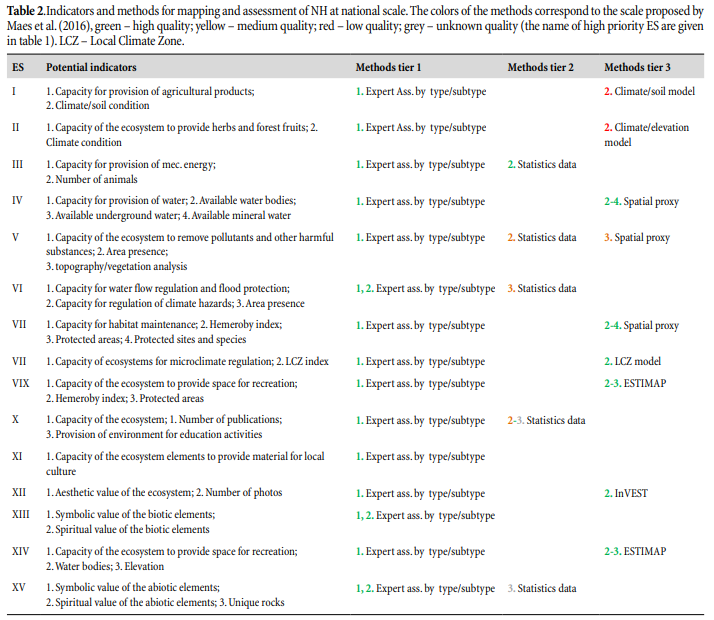 Table 2.Indicators and methods for mapping and assessment of NH at national scale. The colors of the methods correspond to the scale proposed by
Maes et al. (2016), green – high quality; yellow – medium quality; red – low quality; grey – unknown quality (the name of high priority ES are given
in table 1). LCZ – Local Climate Zone.
ES Potential indicators Methods tier 1 Methods tier 2 Methods tier 3
I 1. Capacity for provision of agricultural products; 1. Expert Ass. by type/subtype 2. Climate/soil model
2. Climate/soil condition
II 1. Capacity of the ecosystem to provide herbs and forest fruits; 2. 1. Expert Ass. by type/subtype 2. Climate/elevation
Climate condition model
III 1. Capacity for provision of mec. energy; 1. Expert ass. by type/subtype 2. Statistics data
2. Number of animals
IV 1. Capacity for provision of water; 2. Available water bodies; 1. Expert ass. by type/subtype 2-4. Spatial proxy
3. Available underground water; 4. Available mineral water
V 1. Capacity of the ecosystem to remove pollutants and other harmful 1. Expert ass. by type/subtype 2. Statistics data 3. Spatial proxy
substances; 2. Area presence;
3. topography/vegetation analysis
VI 1. Capacity for water flow regulation and flood protection; 1, 2. Expert ass. by type/subtype 3. Statistics data
2. Capacity for regulation of climate hazards; 3. Area presence
VII 1. Capacity for habitat maintenance; 2. Hemeroby index; 1. Expert ass. by type/subtype 2-4. Spatial proxy
3. Protected areas; 4. Protected sites and species
VII 1. Capacity of ecosystems for microclimate regulation; 2. LCZ index 1. Expert ass. by type/subtype 2. LCZ model
VIX 1. Capacity of the ecosystem to provide space for recreation; 1. Expert ass. by type/subtype 2-3. ESTIMAP
2. Hemeroby index; 3. Protected areas
X 1. Capacity of the ecosystem; 1. Number of publications; 1. Expert ass. by type/subtype 2-3. Statistics data
3. Provision of environment for education activities
XI 1. Capacity of the ecosystem elements to provide material for local 1. Expert ass. by type/subtype
culture
XII 1. Aesthetic value of the ecosystem; 2. Number of photos 1. Expert ass. by type/subtype 2. InVEST
XIII 1. Symbolic value of the biotic elements; 1, 2. Expert ass. by type/subtype
2. Spiritual value of the biotic elements
XIV 1. Capacity of the ecosystem to provide space for recreation; 1. Expert ass. by type/subtype 2-3. ESTIMAP
2. Water bodies; 3. Elevation
XV 1. Symbolic value of the abiotic elements; 1, 2. Expert ass. by type/subtype 3. Statistics data
2. Spiritual value of the abiotic elements; 3. Unique rocks